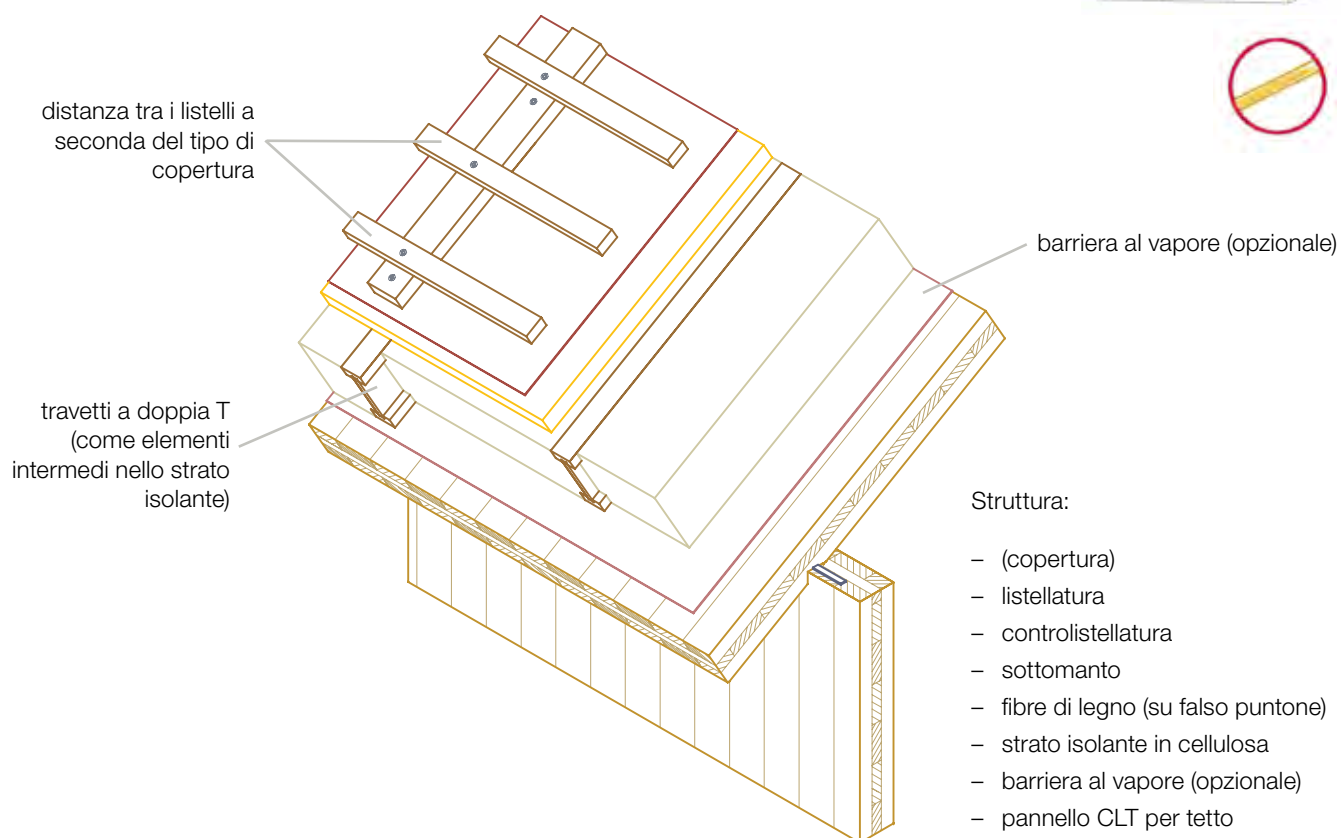 distanza tra i listelli a
seconda del tipo di
copertura
barriera al vapore (opzionale)
travetti a doppia T
(come elementi
intermedi nello strato
isolante)
Struttura:
– (copertura)
– listellatura
– controlistellatura
– sottomanto
– fibre di legno (su falso puntone)
– strato isolante in cellulosa
– barriera al vapore (opzionale)
– pannello CLT per tetto